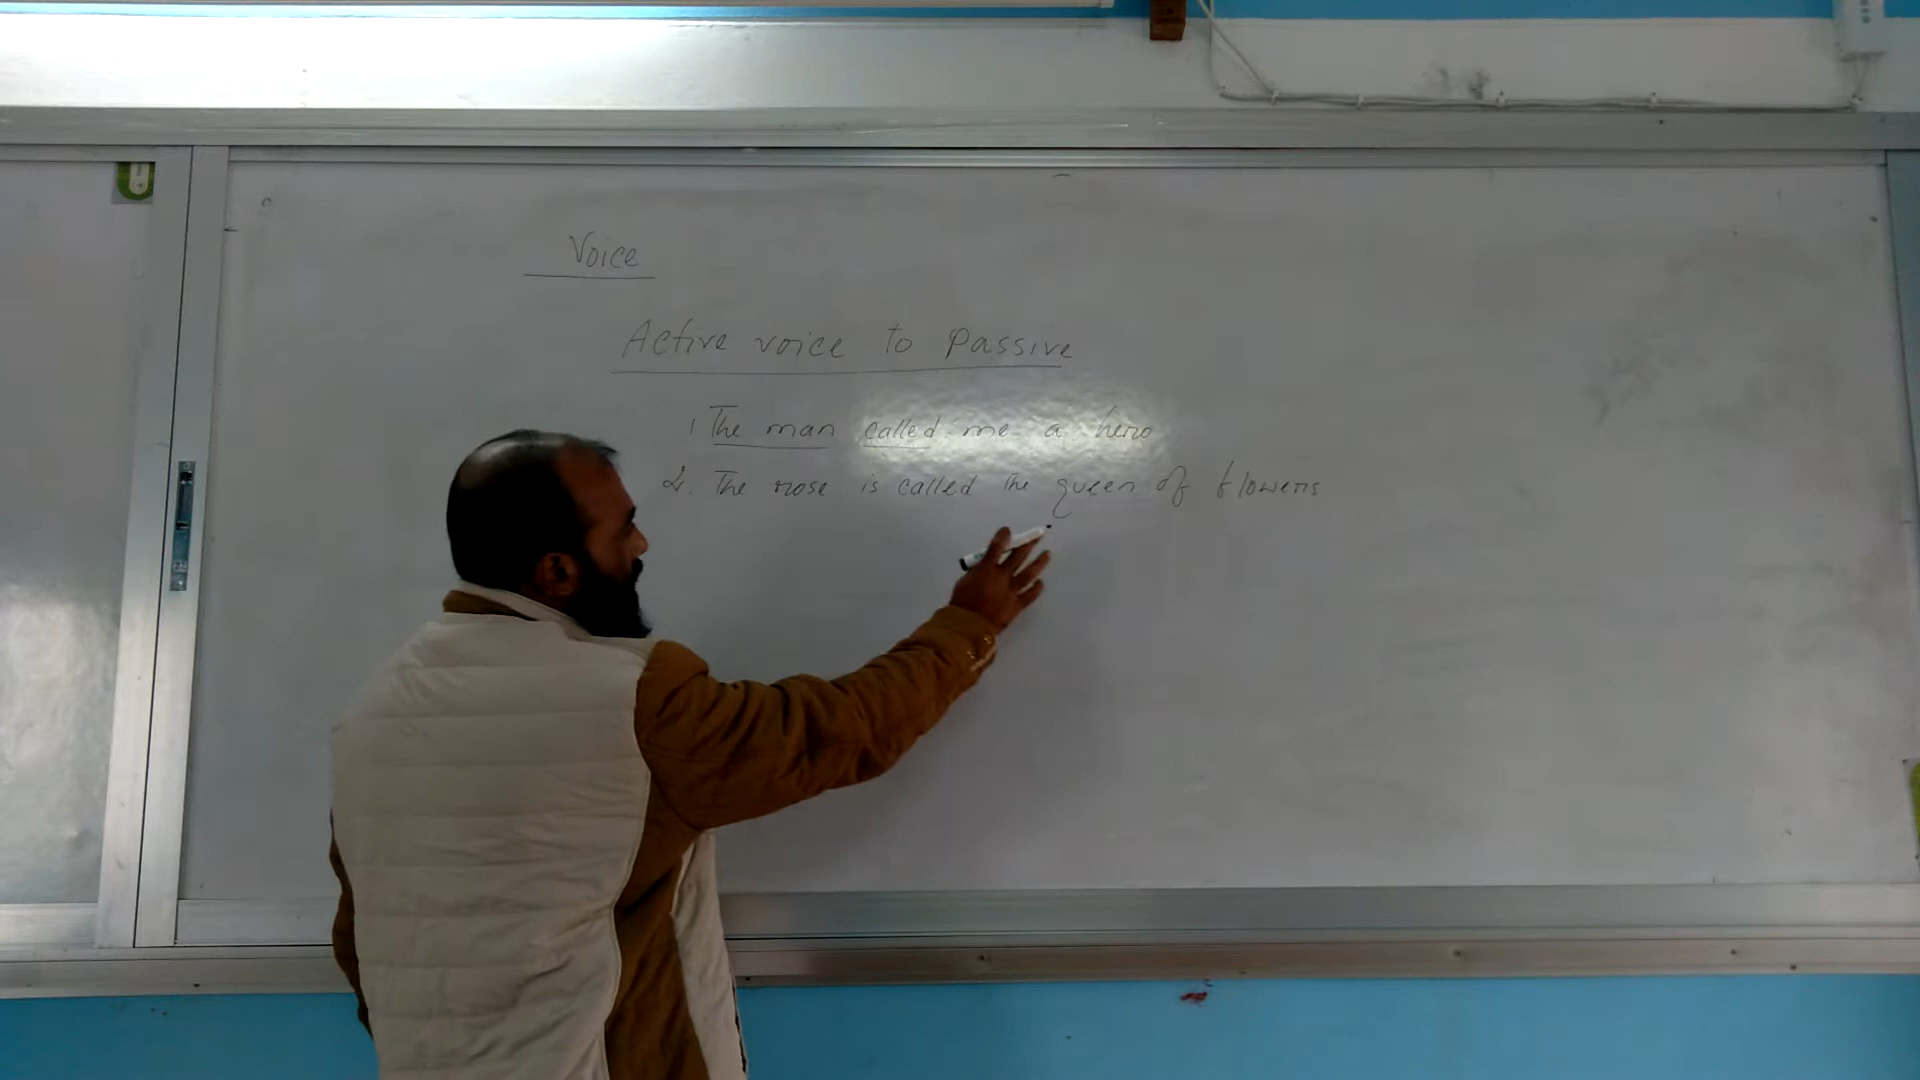 Voice
Active voice to Passive
1 The man called me a hero
2. The rose is called the queen of flowers